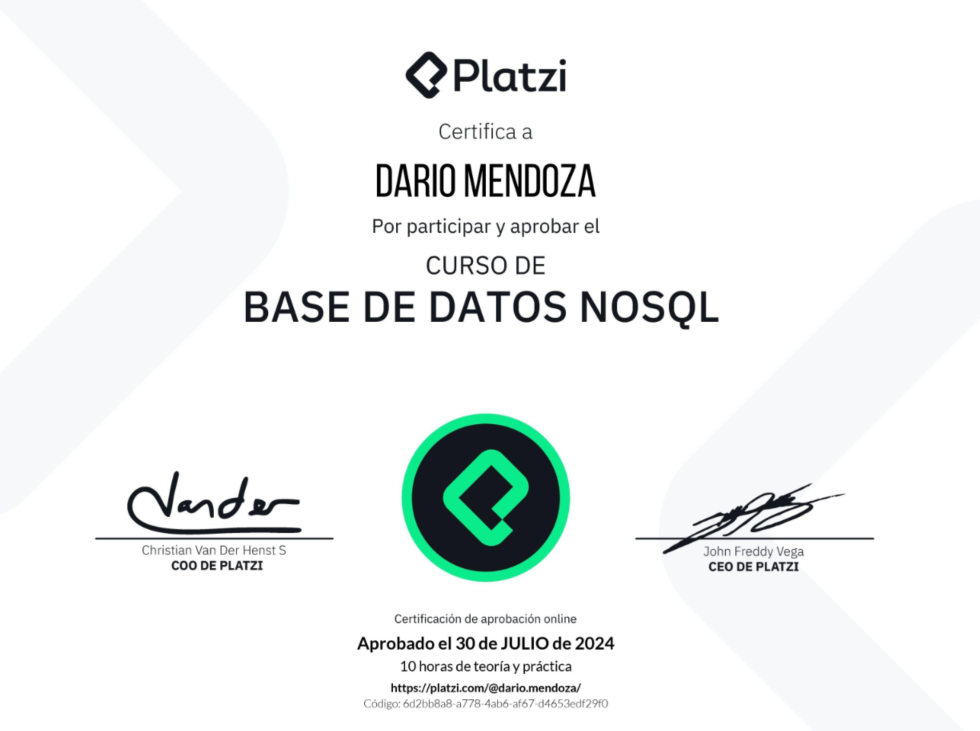 Platzi
Certifica a
DARIO MENDOZA
Por participar y aprobar el
CURSO DE
BASE DE DATOS NOSQL
Vander
Christian Van Der Henst S
COO DE PLATZI
John Freddy Vega
CEO DE PLATZI
Certificación de aprobación online
Aprobado el 30 de JULIO de 2024
10 horas de teoría y práctica
https://platzi.com/@dario.mendoza/
Código: 6d2bb8a8-a778-4ab6-af67-d4653edf29f0